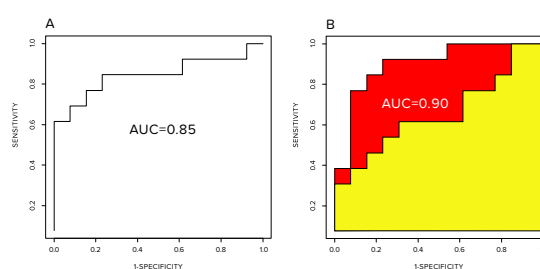 A
1.0
0.8
0.6
0.4
0.2
SENSITIVITY
AUC=0.85
0.0 0.2 0.4 0.6 0.8 1.0
1-SPECIFICITY
B
1.0
0.8
0.6
0.4
0.2
SENSITIVITY
AUC=0.90
0.0 0.2 0.4 0.6 0.8
1-SPECIFICITY